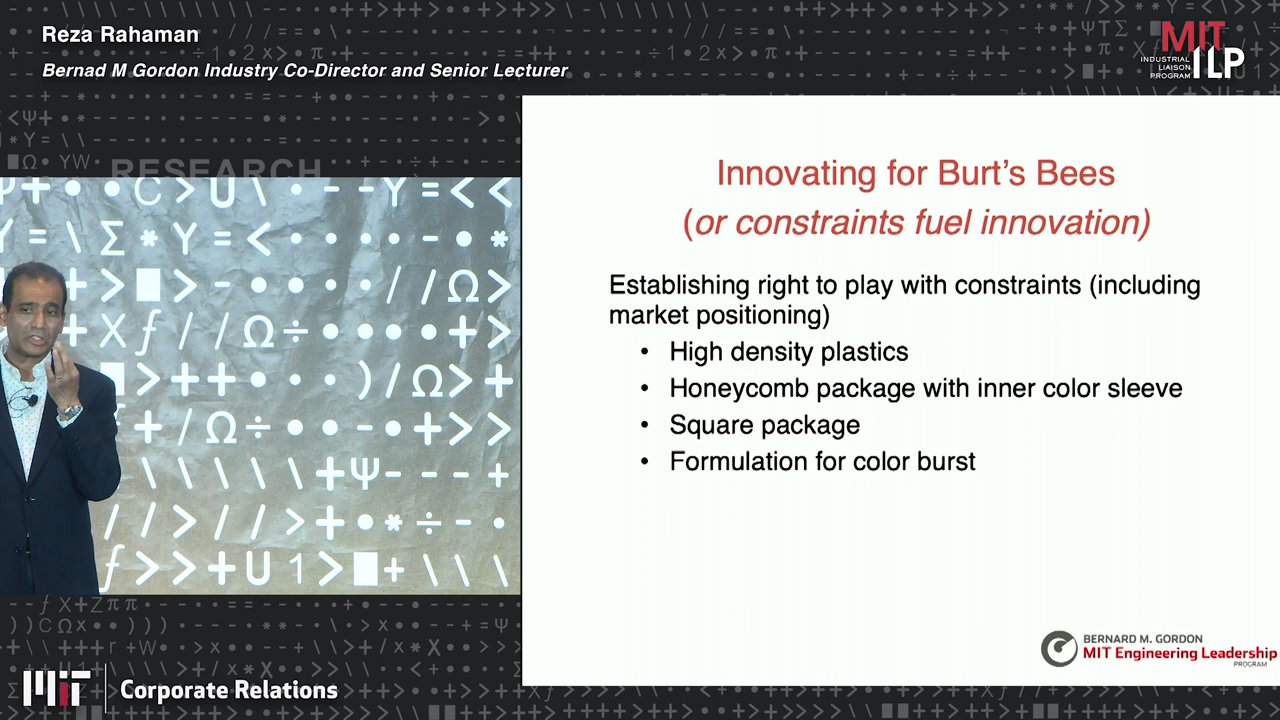 Reza Rahaman
Bernad M Gordon Industry Co-Director and Senior Lecturer
MIT
INDUSTRIAL
LIAISON
PROGRAM
ILP
RESEARCH
Innovating for Burt's Bees
(or constraints fuel innovation)
Establishing right to play with constraints (including
market positioning)
• High density plastics
• Honeycomb package with inner color sleeve
• Square package
• Formulation for color burst
BERNARD M. GORDON
MIT Engineering Leadership
PROGRAM
MIT
Corporate Relations